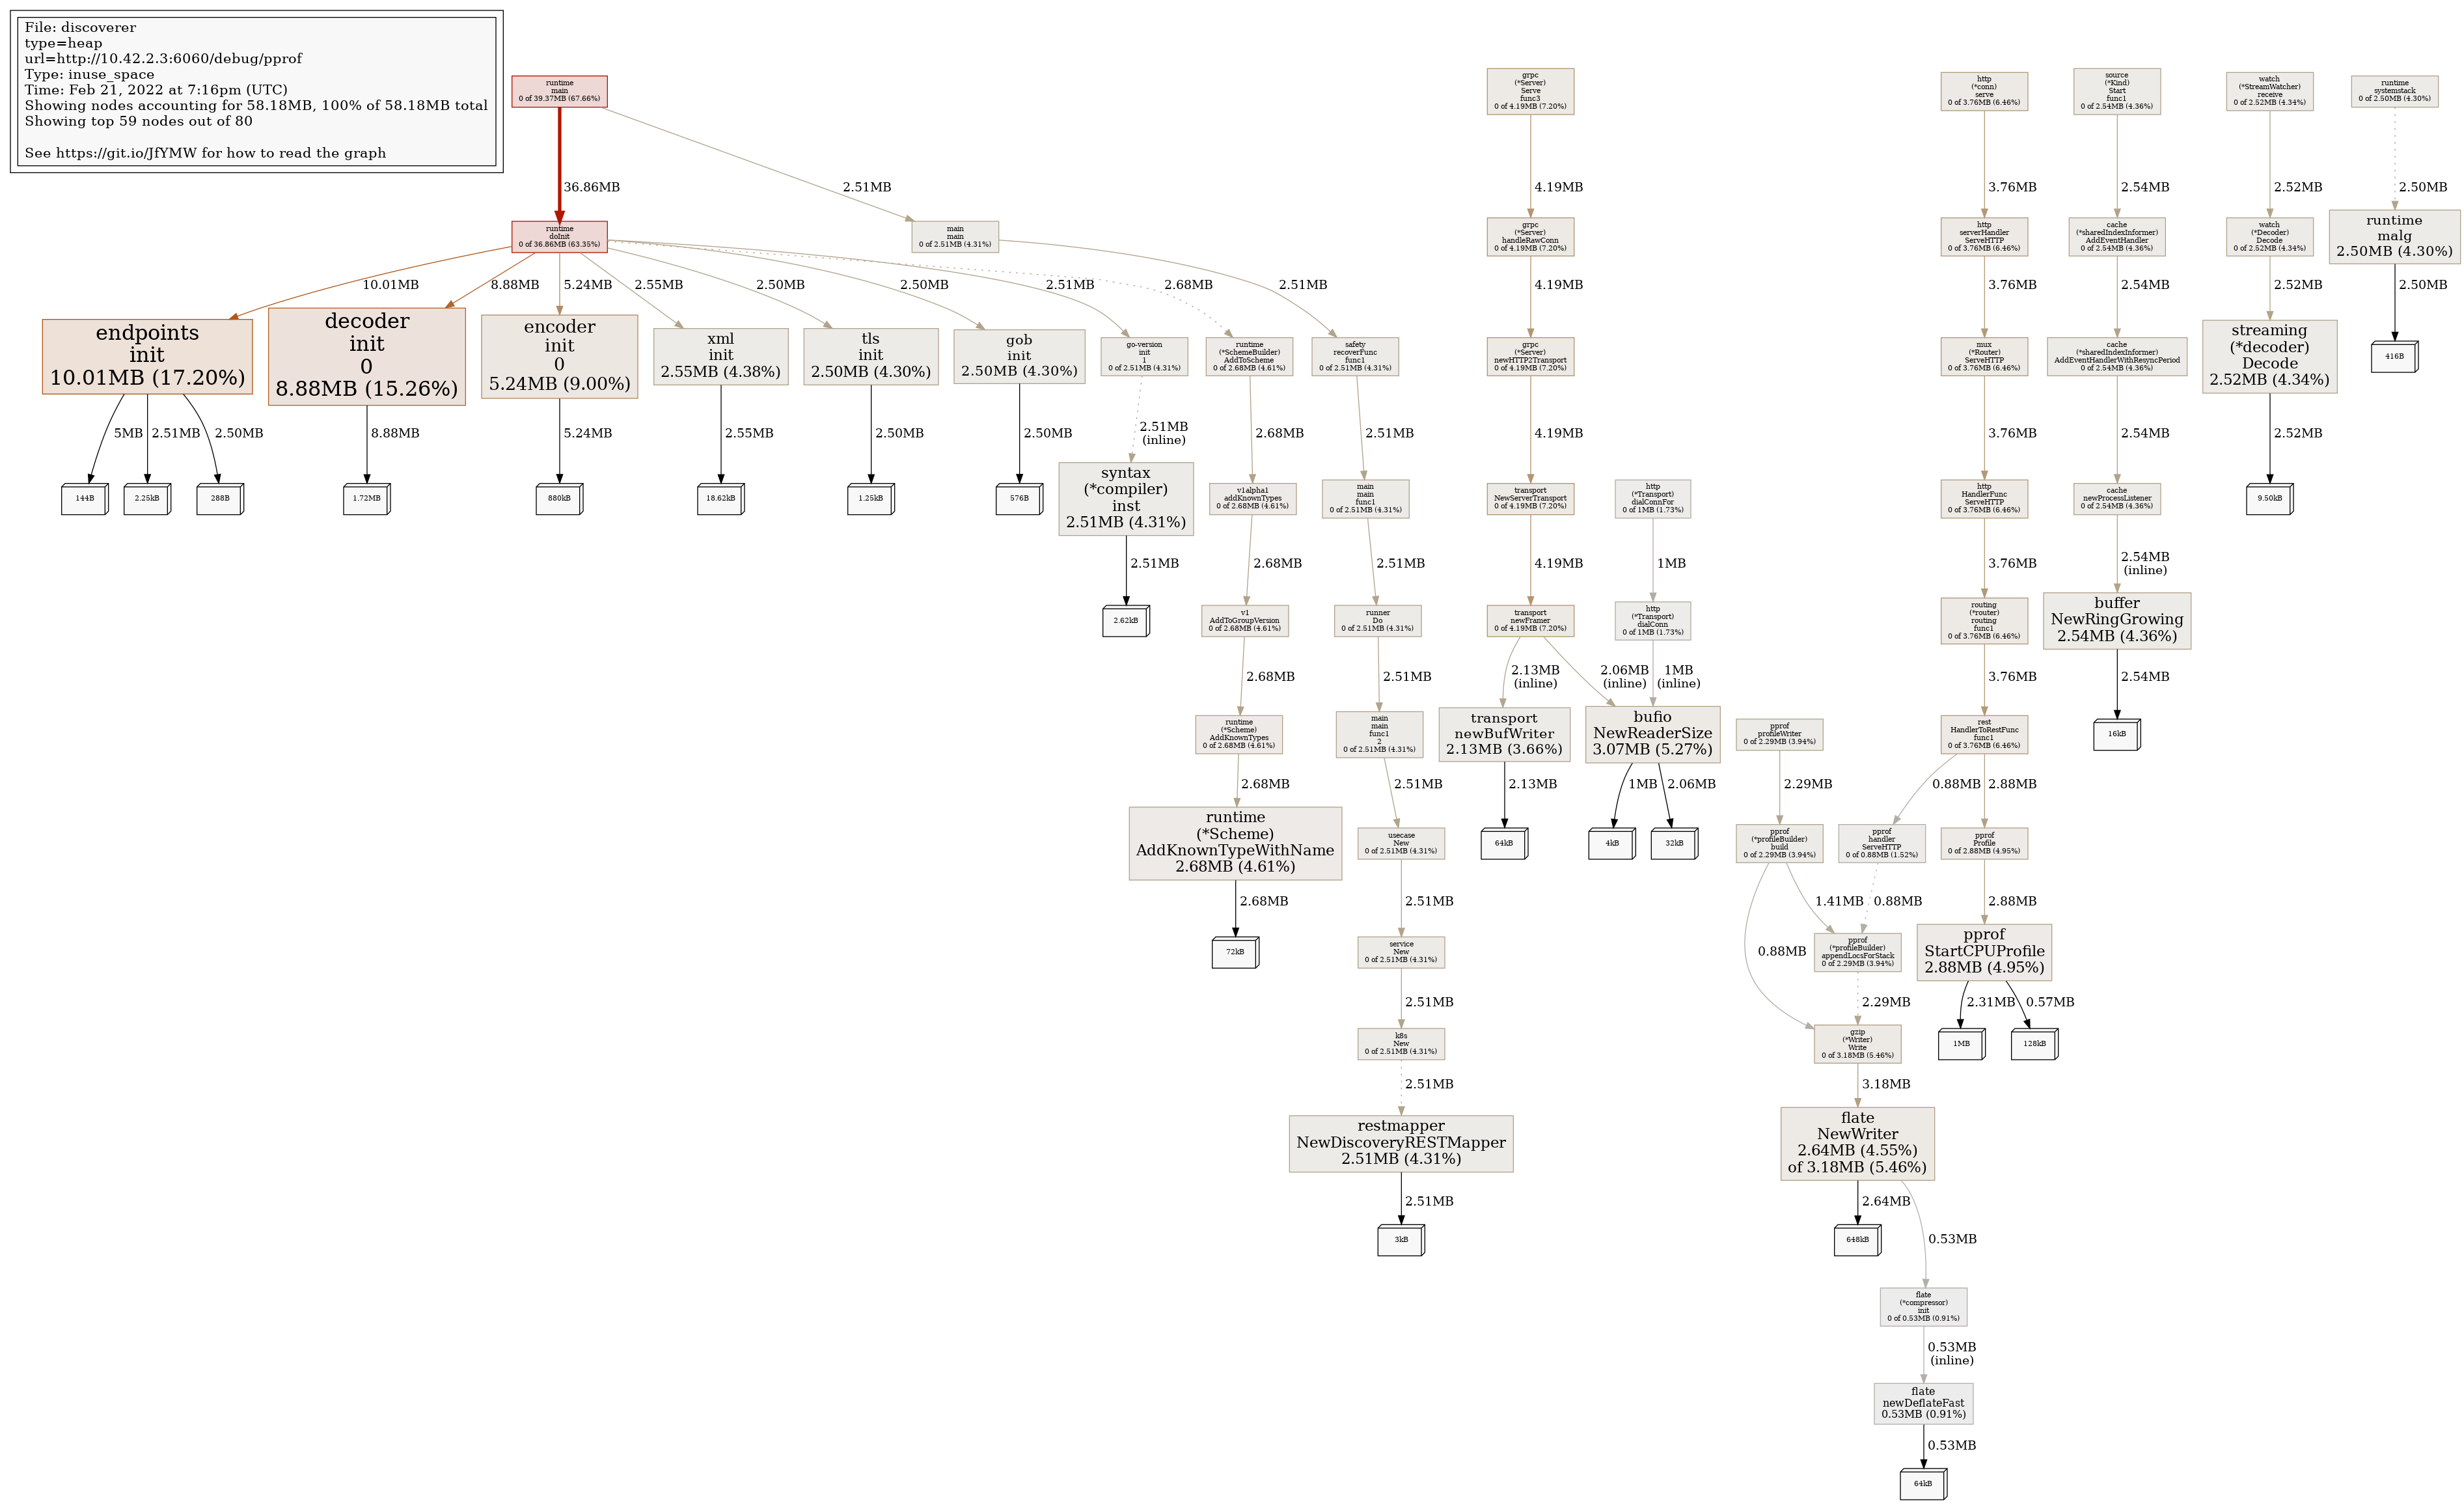 File: discoverer
type=heap
url=http://10.42.2.3:6060/debug/pprof
Type: inuse_space
Time: Feb 21, 2022 at 7:16pm (UTC)
Showing nodes accounting for 58.18MB, 100% of 58.18MB total
Showing top 59 nodes out of 80
See https://git.io/JfYMW for how to read the graph
runtime
main
0 of 39.37MB (67.66%)
grpc
(*Server)
Serve
func3
0 of 4.19MB (7.20%)
http
(*conn)
serve
0 of 3.76MB (6.46%)
source
(*Kind)
Start
func1
0 of 2.54MB (4.36%)
watch
(*StreamWatcher)
receive
0 of 2.52MB (4.34%)
runtime
systemstack
0 of 2.50MB (4.30%)
36.86MB
2.51MB
4.19MB
3.76MB
2.54MB
2.52MB
2.50MB
runtime
doInit
0 of 36.86MB (63.35%)
main
main
0 of 2.51MB (4.31%)
grpc
(*Server)
handleRawConn
0 of 4.19MB (7.20%)
http
serverHandler
ServeHTTP
0 of 3.76MB (6.46%)
cache
(*sharedIndexInformer)
AddEventHandler
0 of 2.54MB (4.36%)
watch
(*Decoder)
Decode
0 of 2.52MB (4.34%)
runtime
malg
2.50MB (4.30%)
10.01MB
8.88MB
5.24MB
2.55MB
2.50MB
2.50MB
2.51MB
2.68MB
2.51MB
4.19MB
3.76MB
2.54MB
2.52MB
2.50MB
endpoints
init
10.01MB (17.20%)
decoder
init
0
8.88MB (15.26%)
encoder
init
0
5.24MB (9.00%)
xml
init
2.55MB (4.38%)
tls
init
2.50MB (4.30%)
gob
init
2.50MB (4.30%)
go-version
init
1
0 of 2.51MB (4.31%)
runtime
(*SchemeBuilder)
AddToScheme
0 of 2.68MB (4.61%)
safety
recoverFunc
func1
0 of 2.51MB (4.31%)
grpc
(*Server)
newHTTP2Transport
0 of 4.19MB (7.20%)
mux
(*Router)
ServeHTTP
0 of 3.76MB (6.46%)
cache
(*sharedIndexInformer)
AddEventHandlerWithResyncPeriod
0 of 2.54MB (4.36%)
streaming
(*decoder)
Decode
2.52MB (4.34%)
416B
5MB
2.51MB
2.50MB
8.88MB
5.24MB
2.55MB
2.50MB
2.50MB
2.51MB
(inline)
2.68MB
2.51MB
4.19MB
3.76MB
2.54MB
2.52MB
144B
2.25kB
288B
1.72MB
880kB
18.62kB
1.25kB
576B
syntax
(*compiler)
inst
2.51MB (4.31%)
v1alpha1
addKnownTypes
0 of 2.68MB (4.61%)
main
main
func1
0 of 2.51MB (4.31%)
transport
NewServerTransport
0 of 4.19MB (7.20%)
http
(*Transport)
dialConnFor
0 of 1MB (1.73%)
http
HandlerFunc
ServeHTTP
0 of 3.76MB (6.46%)
cache
newProcessListener
0 of 2.54MB (4.36%)
9.50kB
2.51MB
2.68MB
2.51MB
4.19MB
1MB
3.76MB
2.54MB
(inline)
2.62kB
v1
AddToGroupVersion
0 of 2.68MB (4.61%)
runner
Do
0 of 2.51MB (4.31%)
transport
newFramer
0 of 4.19MB (7.20%)
http
(*Transport)
dialConn
0 of 1MB (1.73%)
routing
(*router)
routing
func1
0 of 3.76MB (6.46%)
buffer
NewRingGrowing
2.54MB (4.36%)
2.68MB
2.51MB
2.13MB
(inline)
2.06MB
(inline)
1MB
(inline)
3.76MB
2.54MB
runtime
(*Scheme)
AddKnownTypes
0 of 2.68MB (4.61%)
main
main
func1
2
0 of 2.51MB (4.31%)
transport
newBufWriter
2.13MB (3.66%)
bufio
NewReaderSize
3.07MB (5.27%)
pprof
profileWriter
0 of 2.29MB (3.94%)
rest
HandlerToRestFunc
func1
0 of 3.76MB (6.46%)
16kB
2.68MB
2.51MB
2.13MB
1MB
2.06MB
2.29MB
0.88MB
2.88MB
runtime
(*Scheme)
AddKnownTypeWithName
2.68MB (4.61%)
usecase
New
0 of 2.51MB (4.31%)
64kB
4kB
32kB
pprof
(*profileBuilder)
build
0 of 2.29MB (3.94%)
pprof
handler
ServeHTTP
0 of 0.88MB (1.52%)
pprof
Profile
0 of 2.88MB (4.95%)
2.68MB
2.51MB
0.88MB
1.41MB
0.88MB
2.88MB
72kB
service
New
0 of 2.51MB (4.31%)
pprof
(*profileBuilder)
appendLocsForStack
0 of 2.29MB (3.94%)
pprof
StartCPUProfile
2.88MB (4.95%)
2.51MB
2.29MB
2.31MB
0.57MB
k8s
New
0 of 2.51MB (4.31%)
gzip
(*Writer)
Write
0 of 3.18MB (5.46%)
1MB
128kB
2.51MB
3.18MB
restmapper
NewDiscoveryRESTMapper
2.51MB (4.31%)
flate
NewWriter
2.64MB (4.55%)
of 3.18MB (5.46%)
2.51MB
2.64MB
3kB
648kB
0.53MB
flate
(*compressor)
init
0 of 0.53MB (0.91%)
0.53MB
(inline)
flate
newDeflateFast
0.53MB (0.91%)
0.53MB
64kB